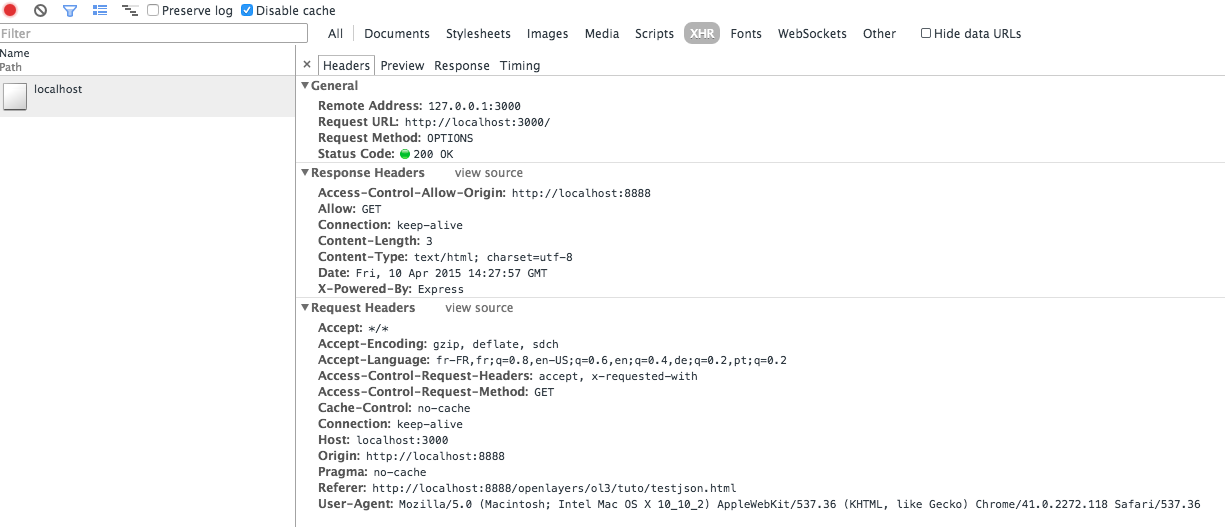 Preserve log Disable cache
Filter All Documents Stylesheets Images Media Scripts XHR Fonts WebSockets Other Hide data URLs
Name
Path
× Headers Preview Response Timing
localhost
General
Remote Address: 127.0.0.1:3000
Request URL: http://localhost:3000/
Request Method: OPTIONS
Status Code: 200 OK
Response Headers view source
Access-Control-Allow-Origin: http://localhost:8888
Allow: GET
Connection: keep-alive
Content-Length: 3
Content-Type: text/html; charset=utf-8
Date: Fri, 10 Apr 2015 14:27:57 GMT
X-Powered-By: Express
Request Headers view source
Accept: */*
Accept-Encoding: gzip, deflate, sdch
Accept-Language: fr-FR,fr;q=0.8,en-US;q=0.6,en;q=0.4,de;q=0.2,pt;q=0.2
Access-Control-Request-Headers: accept, x-requested-with
Access-Control-Request-Method: GET
Cache-Control: no-cache
Connection: keep-alive
Host: localhost:3000
Origin: http://localhost:8888
Pragma: no-cache
Referer: http://localhost:8888/openlayers/ol3/tuto/testjson.html
User-Agent: Mozilla/5.0 (Macintosh; Intel Mac OS X 10_10_2) AppleWebKit/537.36 (KHTML, like Gecko) Chrome/41.0.2272.118 Safari/537.36